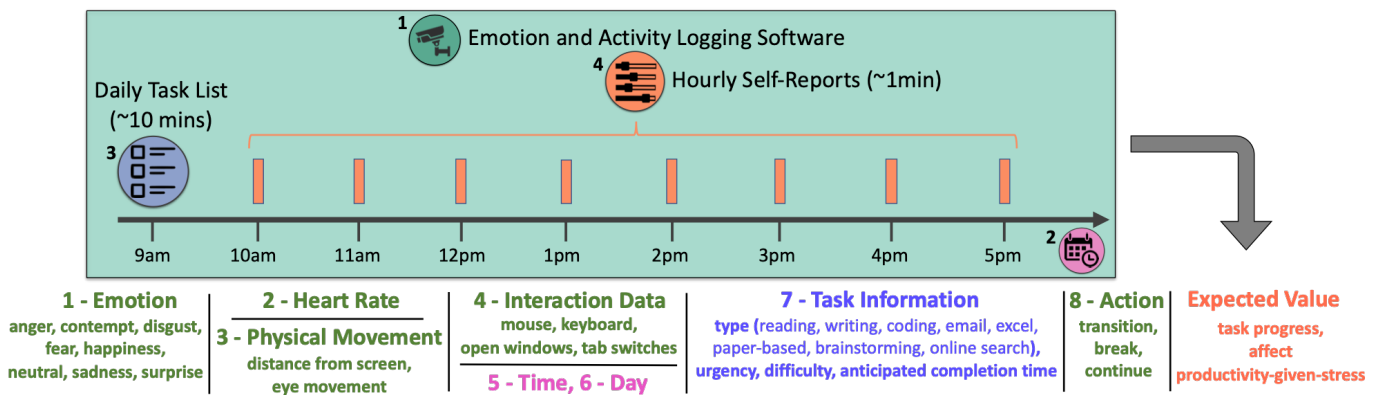 1
Emotion and Activity Logging Software
4
Hourly Self-Reports (~1min)
Daily Task List
(~10 mins)
3
9am 10am 11am 12pm 1pm 2pm 3pm 4pm 5pm
2
1 - Emotion
anger, contempt, disgust,
fear, happiness,
neutral, sadness, surprise
2 - Heart Rate
3 - Physical Movement
distance from screen,
eye movement
4 - Interaction Data
mouse, keyboard,
open windows, tab switches
5 - Time, 6 - Day
7 - Task Information
type (reading, writing, coding, email, excel,
paper-based, brainstorming, online search),
urgency, difficulty, anticipated completion time
8 - Action
transition,
break,
continue
Expected Value
task progress,
affect
productivity-given-stress